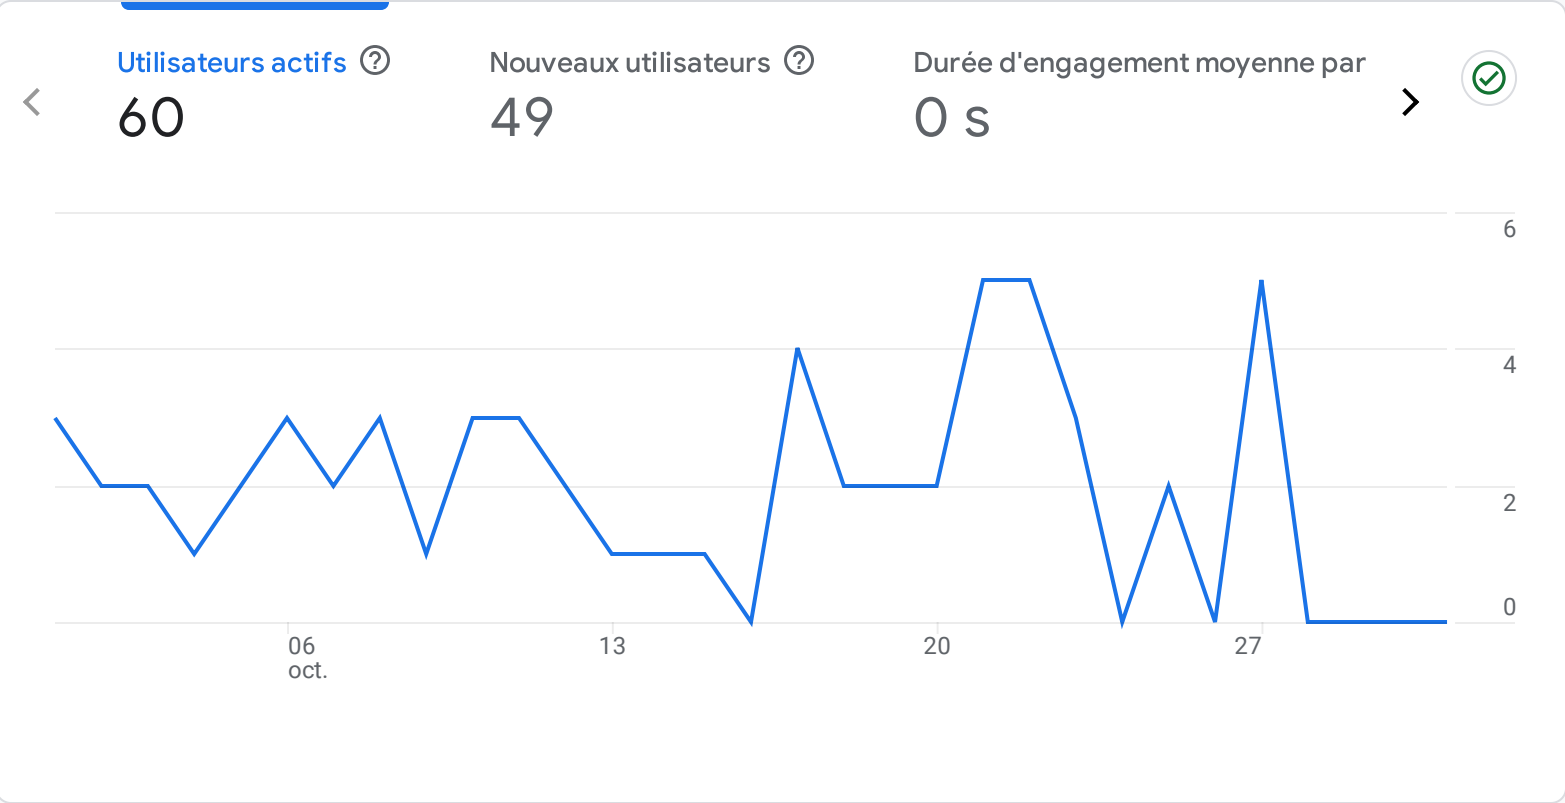 Utilisateurs actifs
60
Nouveaux utilisateurs
49
Durée d'engagement moyenne par
0 s
6
4
2
0
06
oct.
13
20
27